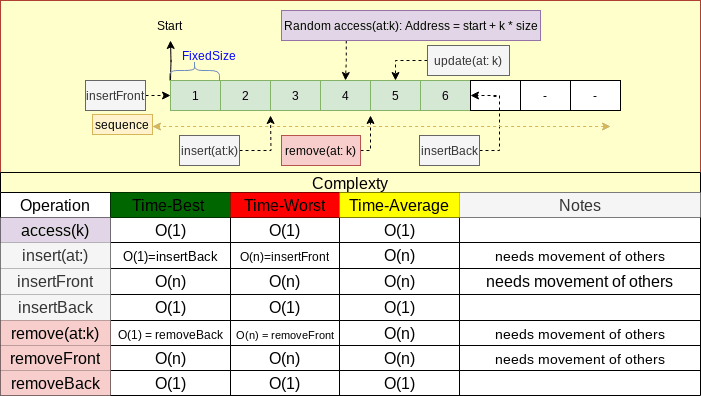 Start
Random access(at:k): Address = start + k * size
FixedSize
update(at: k)
insertFront
1 2 3 4 5 6 - -
sequence
insert(at:k)
remove(at: k)
insertBack
Complexty
Operation Time-Best Time-Worst Time-Average Notes
access(k) O(1) O(1) O(1)
insert(at:) O(1)=insertBack O(n)=insertFront O(n) needs movement of others
insertFront O(n) O(n) O(n) needs movement of others
insertBack O(1) O(1) O(1)
remove(at:k) O(1) = removeBack O(n) = removeFront O(n) needs movement of others
removeFront O(n) O(n) O(n) needs movement of others
removeBack O(1) O(1) O(1)